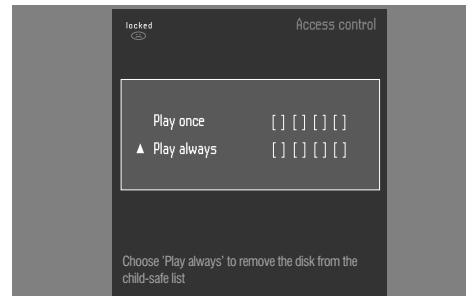 locked
Access control
Play once [ ] [ ] [ ] [ ]
▲ Play always [ ] [ ] [ ] [ ]
Choose 'Play always' to remove the disk from the
child-safe list